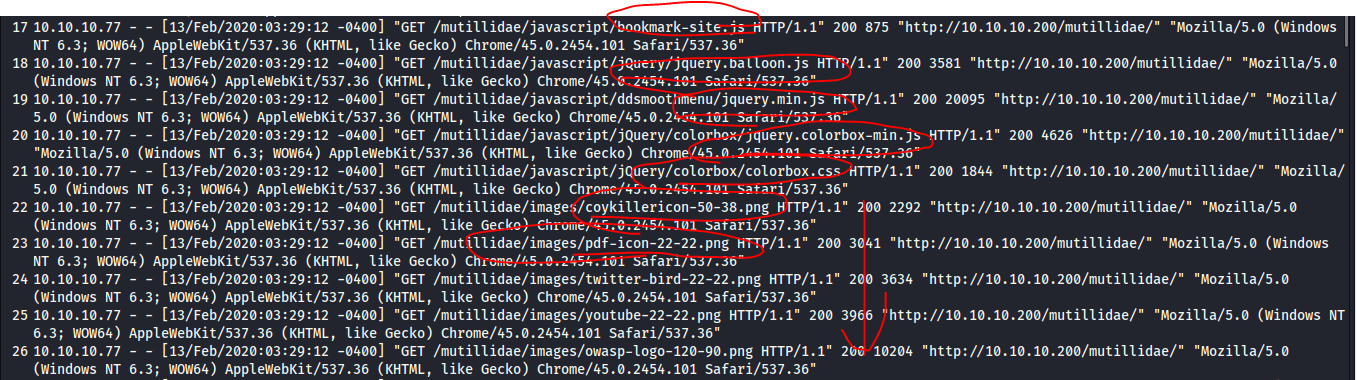 17 10.10.10.77 - - [13/Feb/2020:03:29:12 -0400] "GET /mutillidae/javascript/bookmark-site.js HTTP/1.1" 200 875 "http://10.10.10.200/mutillidae/" "Mozilla/5.0 (Windows
NT 6.3; WOW64) AppleWebKit/537.36 (KHTML, like Gecko) Chrome/45.0.2454.101 Safari/537.36"
18 10.10.10.77 - - [13/Feb/2020:03:29:12 -0400] "GET /mutillidae/javascript/jQuery/jquery.balloon.js HTTP/1.1" 200 3581 "http://10.10.10.200/mutillidae/" "Mozilla/5.0
(Windows NT 6.3; WOW64) AppleWebKit/537.36 (KHTML, like Gecko) Chrome/45.0.2454.101 Safari/537.36"
19 10.10.10.77 - - [13/Feb/2020:03:29:12 -0400] "GET /mutillidae/javascript/ddsmoothmenu/jquery.min.js HTTP/1.1" 200 20095 "http://10.10.10.200/mutillidae/" "Mozilla/
5.0 (Windows NT 6.3; WOW64) AppleWebKit/537.36 (KHTML, like Gecko) Chrome/45.0.2454.101 Safari/537.36"
20 10.10.10.77 - - [13/Feb/2020:03:29:12 -0400] "GET /mutillidae/javascript/jQuery/colorbox/jquery.colorbox-min.js HTTP/1.1" 200 4626 "http://10.10.10.200/mutillidae/"
"Mozilla/5.0 (Windows NT 6.3; WOW64) AppleWebKit/537.36 (KHTML, like Gecko) Chrome/45.0.2454.101 Safari/537.36"
21 10.10.10.77 - - [13/Feb/2020:03:29:12 -0400] "GET /mutillidae/javascript/jQuery/colorbox/colorbox.css HTTP/1.1" 200 1844 "http://10.10.10.200/mutillidae/" "Mozilla/
5.0 (Windows NT 6.3; WOW64) AppleWebKit/537.36 (KHTML, like Gecko) Chrome/45.0.2454.101 Safari/537.36"
22 10.10.10.77 - - [13/Feb/2020:03:29:12 -0400] "GET /mutillidae/images/coykillericon-50-38.png HTTP/1.1" 200 2292 "http://10.10.10.200/mutillidae/" "Mozilla/5.0
(Windows NT 6.3; WOW64) AppleWebKit/537.36 (KHTML, like Gecko) Chrome/45.0.2454.101 Safari/537.36"
23 10.10.10.77 - - [13/Feb/2020:03:29:12 -0400] "GET /mutillidae/images/pdf-icon-22-22.png HTTP/1.1" 200 3041 "http://10.10.10.200/mutillidae/" "Mozilla/5.0 (Windows
NT 6.3; WOW64) AppleWebKit/537.36 (KHTML, like Gecko) Chrome/45.0.2454.101 Safari/537.36"
24 10.10.10.77 - - [13/Feb/2020:03:29:12 -0400] "GET /mutillidae/images/twitter-bird-22-22.png HTTP/1.1" 200 3634 "http://10.10.10.200/mutillidae/" "Mozilla/5.0
(Windows NT 6.3; WOW64) AppleWebKit/537.36 (KHTML, like Gecko) Chrome/45.0.2454.101 Safari/537.36"
25 10.10.10.77 - - [13/Feb/2020:03:29:12 -0400] "GET /mutillidae/images/youtube-22-22.png HTTP/1.1" 200 3966 "http://10.10.10.200/mutillidae/" "Mozilla/5.0 (Windows NT
6.3; WOW64) AppleWebKit/537.36 (KHTML, like Gecko) Chrome/45.0.2454.101 Safari/537.36"
26 10.10.10.77 - - [13/Feb/2020:03:29:12 -0400] "GET /mutillidae/images/owasp-logo-120-90.png HTTP/1.1" 200 10204 "http://10.10.10.200/mutillidae/" "Mozilla/5.0
(Windows NT 6.3; WOW64) AppleWebKit/537.36 (KHTML, like Gecko) Chrome/45.0.2454.101 Safari/537.36"